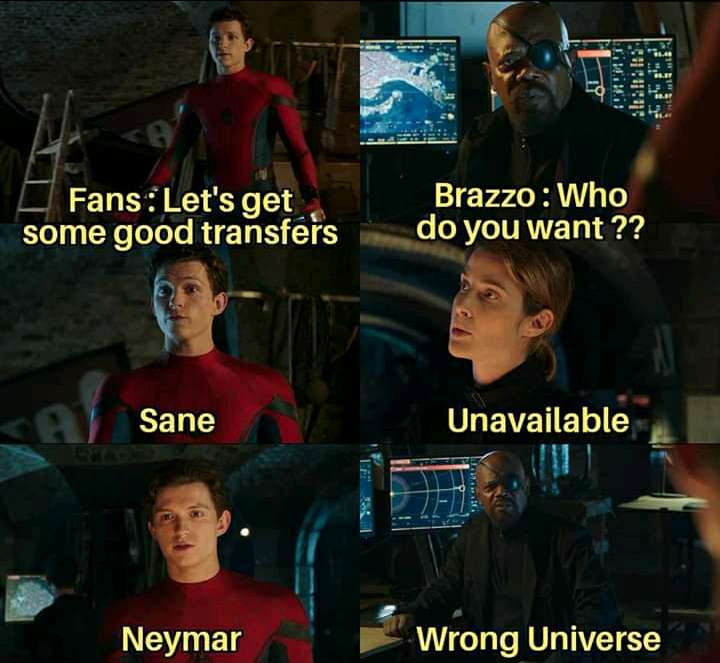 Fans : Let's get
some good transfers
Brazzo : Who
do you want ??
Sane
Unavailable
Neymar
Wrong Universe